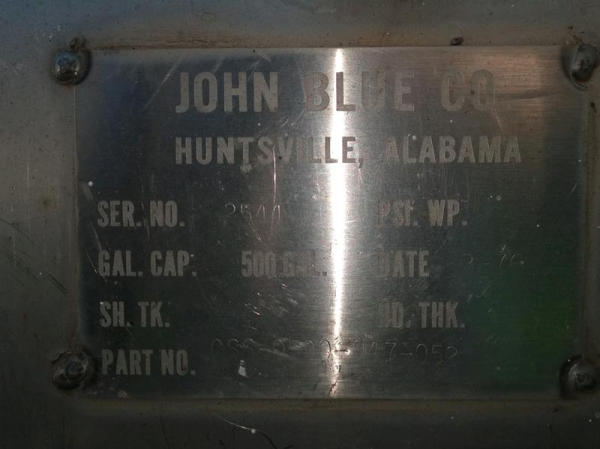 JOHN BLUE CO
HUNTSVILLE, ALABAMA
SER. NO. 2544 PSI. WP.
GAL. CAP. 500 GAL. DATE
SH. TK. HD. THK.
PART NO.